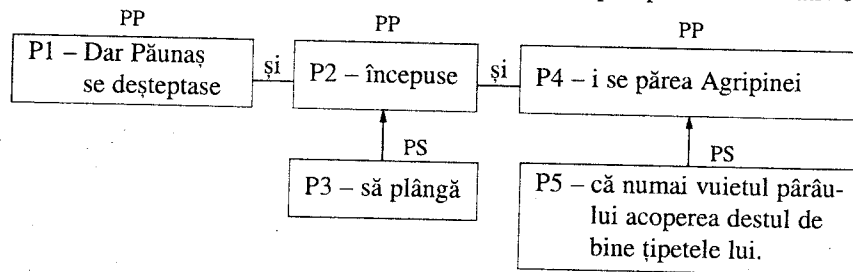 PP PP PP
P1 – Dar Păunaș se deșteptase
și
P2 – începuse
și
P4 – i se părea Agripinei
PS PS
P3 – să plângă
P5 – că numai vuietul pârâu-
lui acoperea destul de
bine țipetele lui.